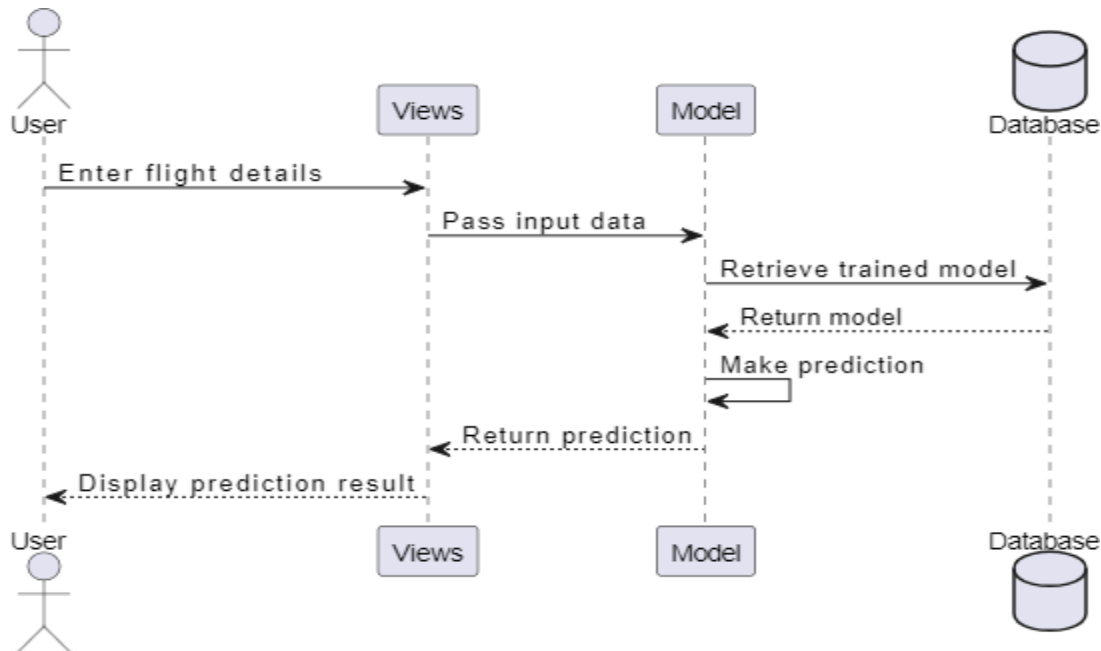 User
Views
Model
Database
Enter flight details
Pass input data
Retrieve trained model
Return model
Make prediction
Return prediction
Display prediction result
User
Views
Model
Database